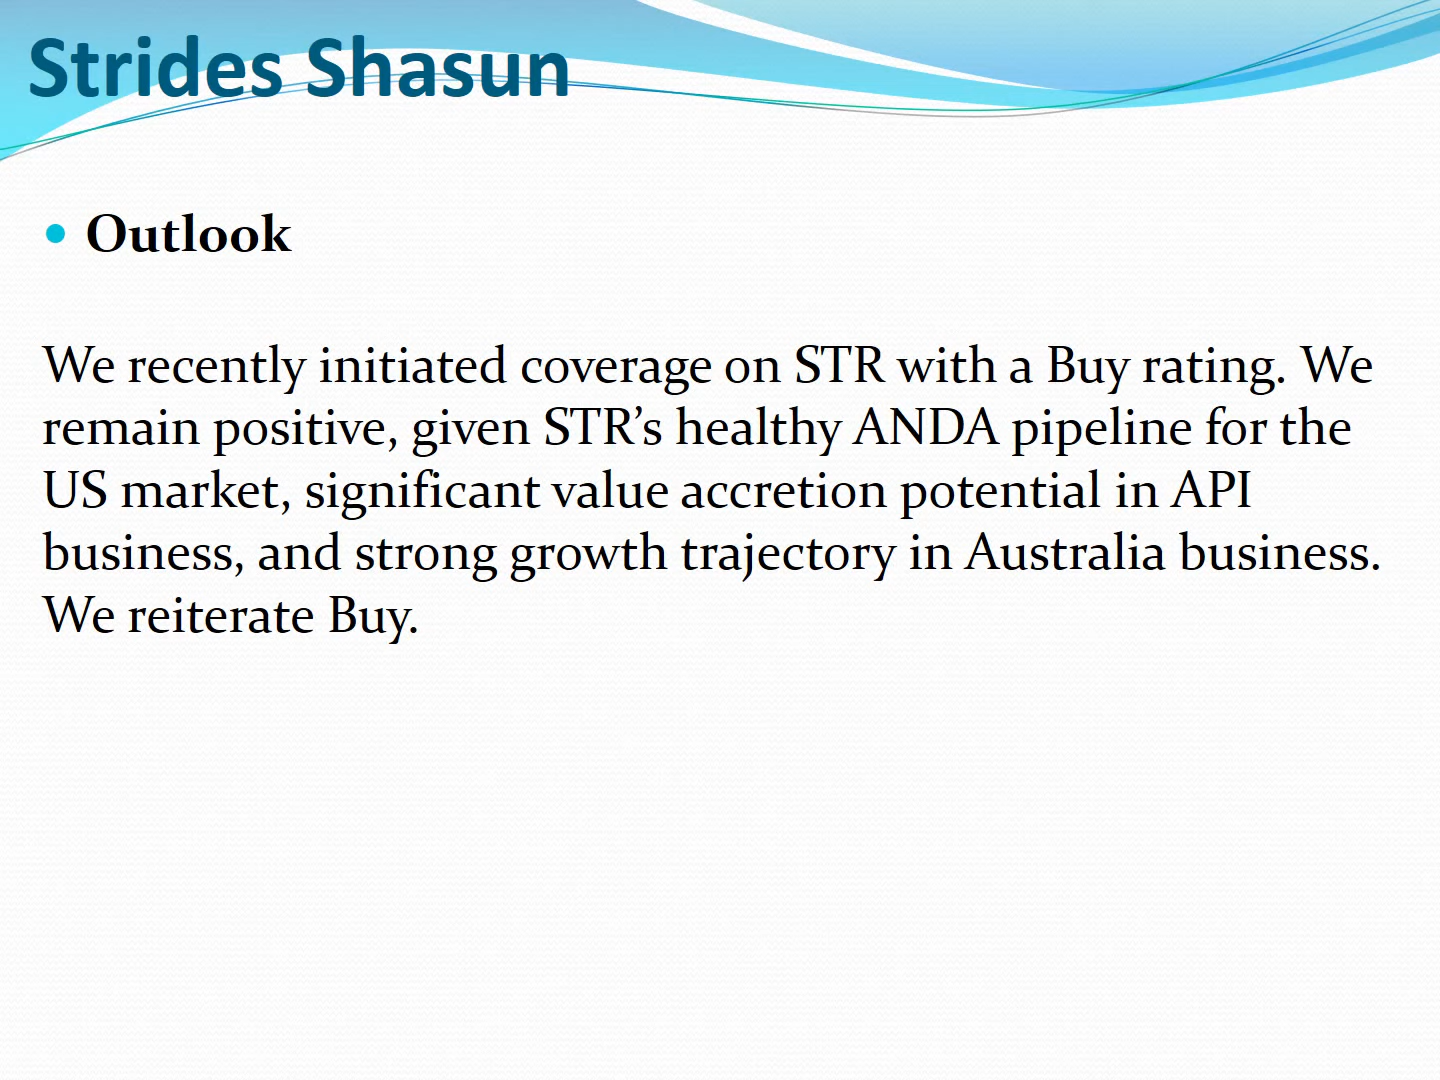 Strides Shasun
• Outlook
We recently initiated coverage on STR with a Buy rating. We
remain positive, given STR’s healthy ANDA pipeline for the
US market, significant value accretion potential in API
business, and strong growth trajectory in Australia business.
We reiterate Buy.